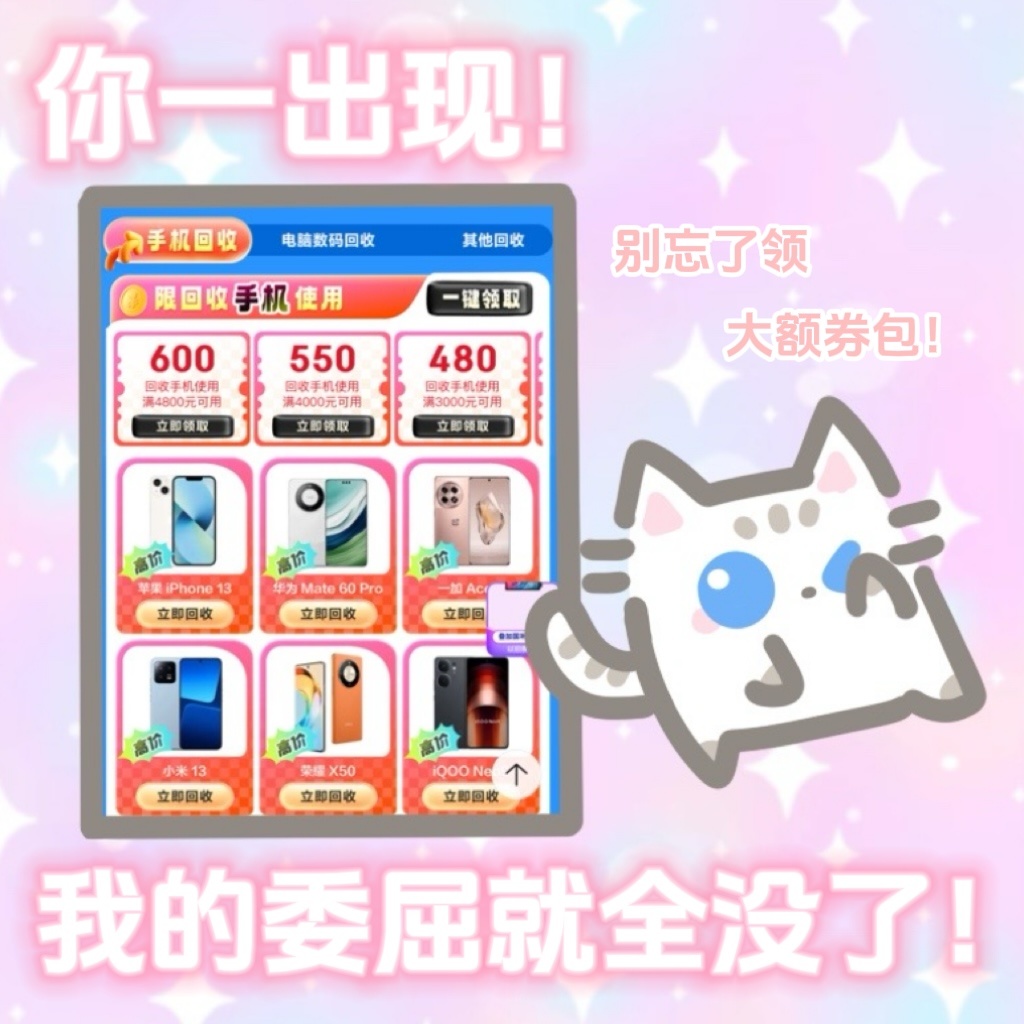 你一出现！
手机回收 电脑数码回收 其他回收
限回收手机使用 一键领取
600 550 480
回收手机使用 回收手机使用 回收手机使用
满4800元可用 满4000元可用 满3000元可用
立即领取 立即领取 立即领取
高价 高价 高价
苹果 iPhone 13 华为 Mate 60 Pro 一加 Ace
立即回收 立即回收 立即回
高价 高价 高价
小米 13 荣耀 X50 iQOO Ne
立即回收 立即回收 立即回收
别忘了领
大额券包！
我的委屈就全没了！